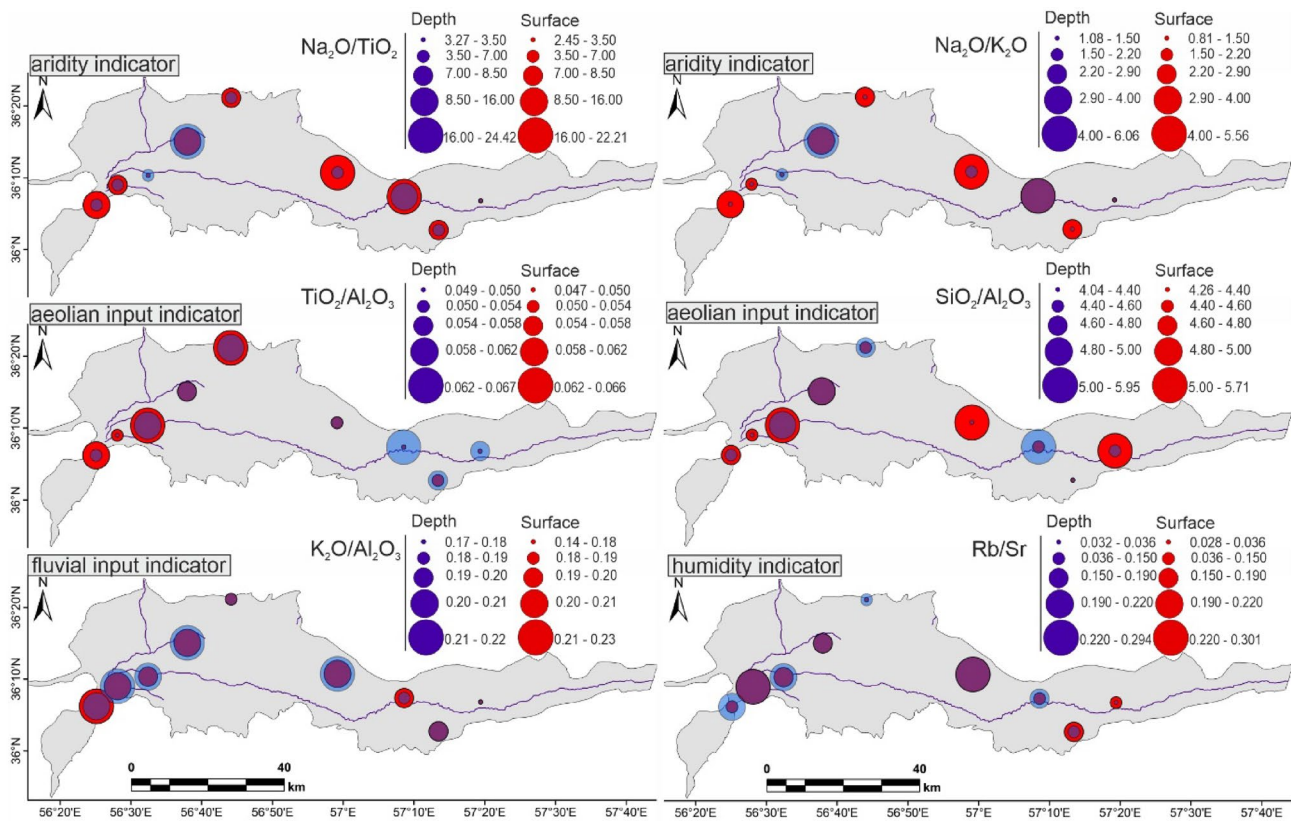 Na₂O/TiO₂
Depth Surface
3.27 - 3.50 2.45 - 3.50
3.50 - 7.00 3.50 - 7.00
7.00 - 8.50 7.00 - 8.50
8.50 - 16.00 8.50 - 16.00
16.00 - 24.42 16.00 - 22.21
aridity indicator
N
36°20'N
36°10'N
36°N
Na₂O/K₂O
Depth Surface
1.08 - 1.50 0.81 - 1.50
1.50 - 2.20 1.50 - 2.20
2.20 - 2.90 2.20 - 2.90
2.90 - 4.00 2.90 - 4.00
4.00 - 6.06 4.00 - 5.56
aridity indicator
N
36°20'N
36°10'N
36°N
TiO₂/Al₂O₃
Depth Surface
0.049 - 0.050 0.047 - 0.050
0.050 - 0.054 0.050 - 0.054
0.054 - 0.058 0.054 - 0.058
0.058 - 0.062 0.058 - 0.062
0.062 - 0.067 0.062 - 0.066
aeolian input indicator
N
36°20'N
36°10'N
36°N
SiO₂/Al₂O₃
Depth Surface
4.04 - 4.40 4.26 - 4.40
4.40 - 4.60 4.40 - 4.60
4.60 - 4.80 4.60 - 4.80
4.80 - 5.00 4.80 - 5.00
5.00 - 5.95 5.00 - 5.71
aeolian input indicator
N
36°20'N
36°10'N
36°N
K₂O/Al₂O₃
Depth Surface
0.17 - 0.18 0.14 - 0.18
0.18 - 0.19 0.18 - 0.19
0.19 - 0.20 0.19 - 0.20
0.20 - 0.21 0.20 - 0.21
0.21 - 0.22 0.21 - 0.23
fluvial input indicator
N
36°20'N
36°10'N
36°N
0 40
km
56°20'E 56°30'E 56°40'E 56°50'E 57°E 57°10'E 57°20'E 57°30'E 57°40'E
Rb/Sr
Depth Surface
0.032 - 0.036 0.028 - 0.036
0.036 - 0.150 0.036 - 0.150
0.150 - 0.190 0.150 - 0.190
0.190 - 0.220 0.190 - 0.220
0.220 - 0.294 0.220 - 0.301
humidity indicator
N
36°20'N
36°10'N
36°N
0 40
km
56°20'E 56°30'E 56°40'E 56°50'E 57°E 57°10'E 57°20'E 57°30'E 57°40'E